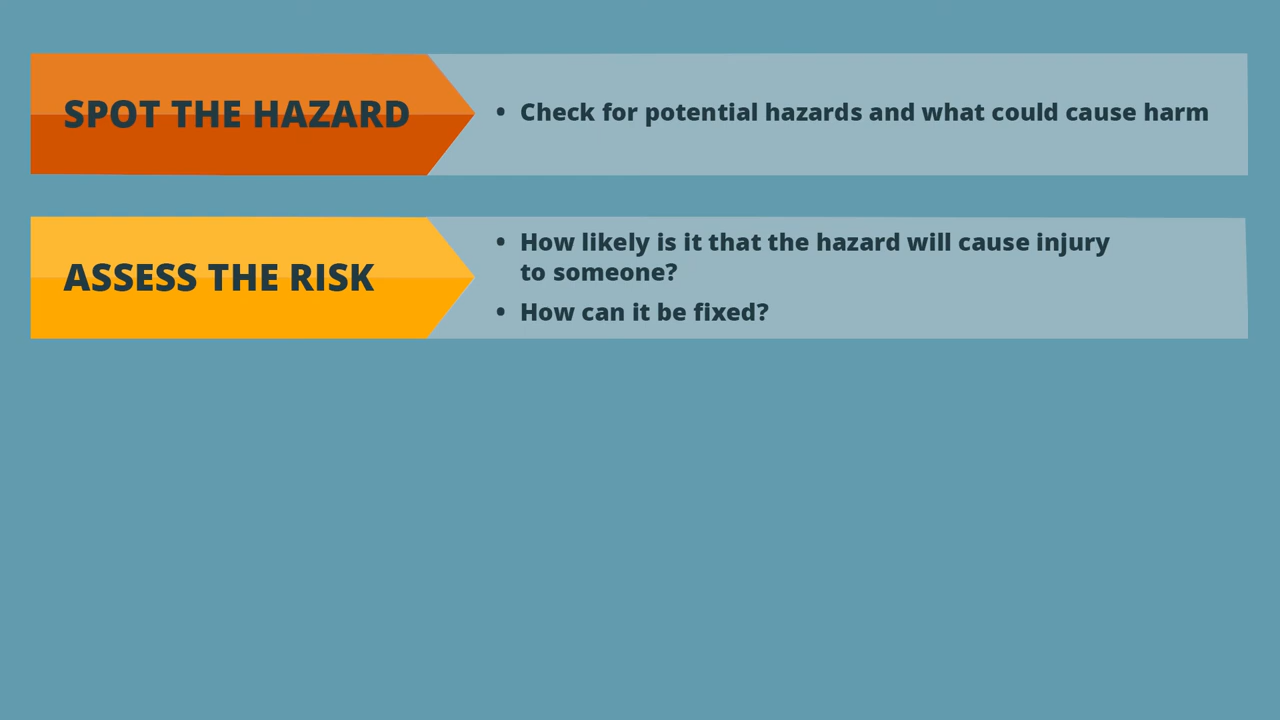 SPOT THE HAZARD
• Check for potential hazards and what could cause harm
ASSESS THE RISK
• How likely is it that the hazard will cause injury
to someone?
• How can it be fixed?